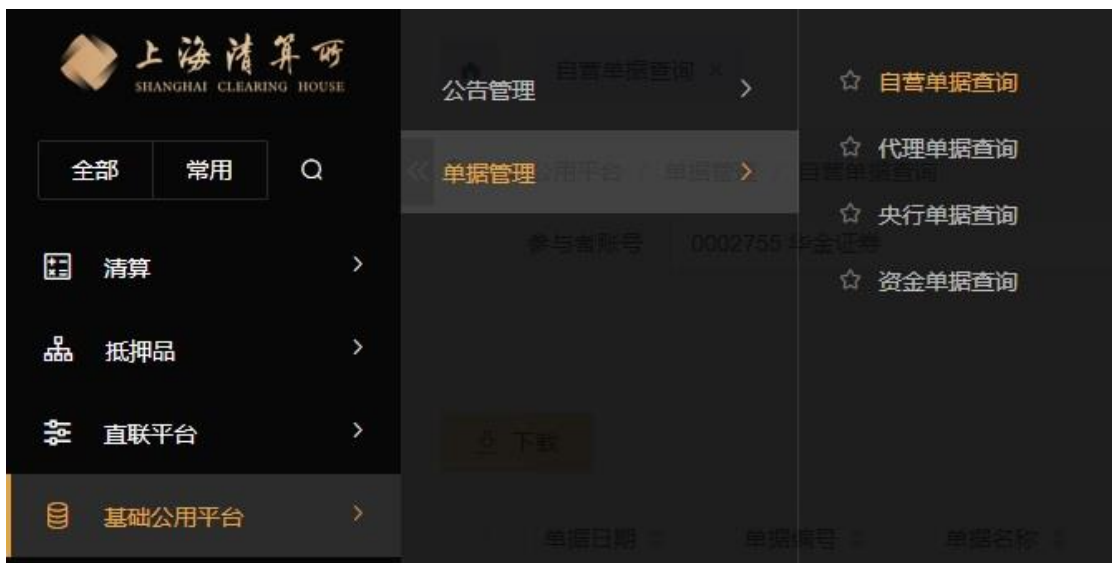 上海清算所
SHANGHAI CLEARING HOUSE
全部
常用
清算
抵押品
直联平台
基础公用平台
公告管理
单据管理
自营单据查询
代理单据查询
央行单据查询
资金单据查询
自营单据查询 ×
公用平台 / 单据管理 / 自营单据查询
参与者账号
0002755 华金证券
下载
单据日期
单据编号
单据名称